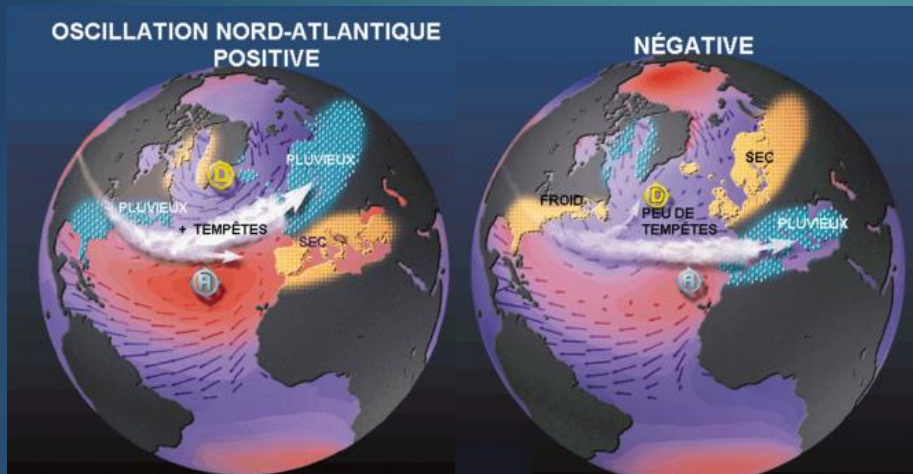 OSCILLATION NORD-ATLANTIQUE
POSITIVE
PLUVIEUX
D
PLUVIEUX
+ TEMPÊTES
SEC
H
NÉGATIVE
SEC
FROID
D
PEU DE
TEMPÊTES
PLUVIEUX
H